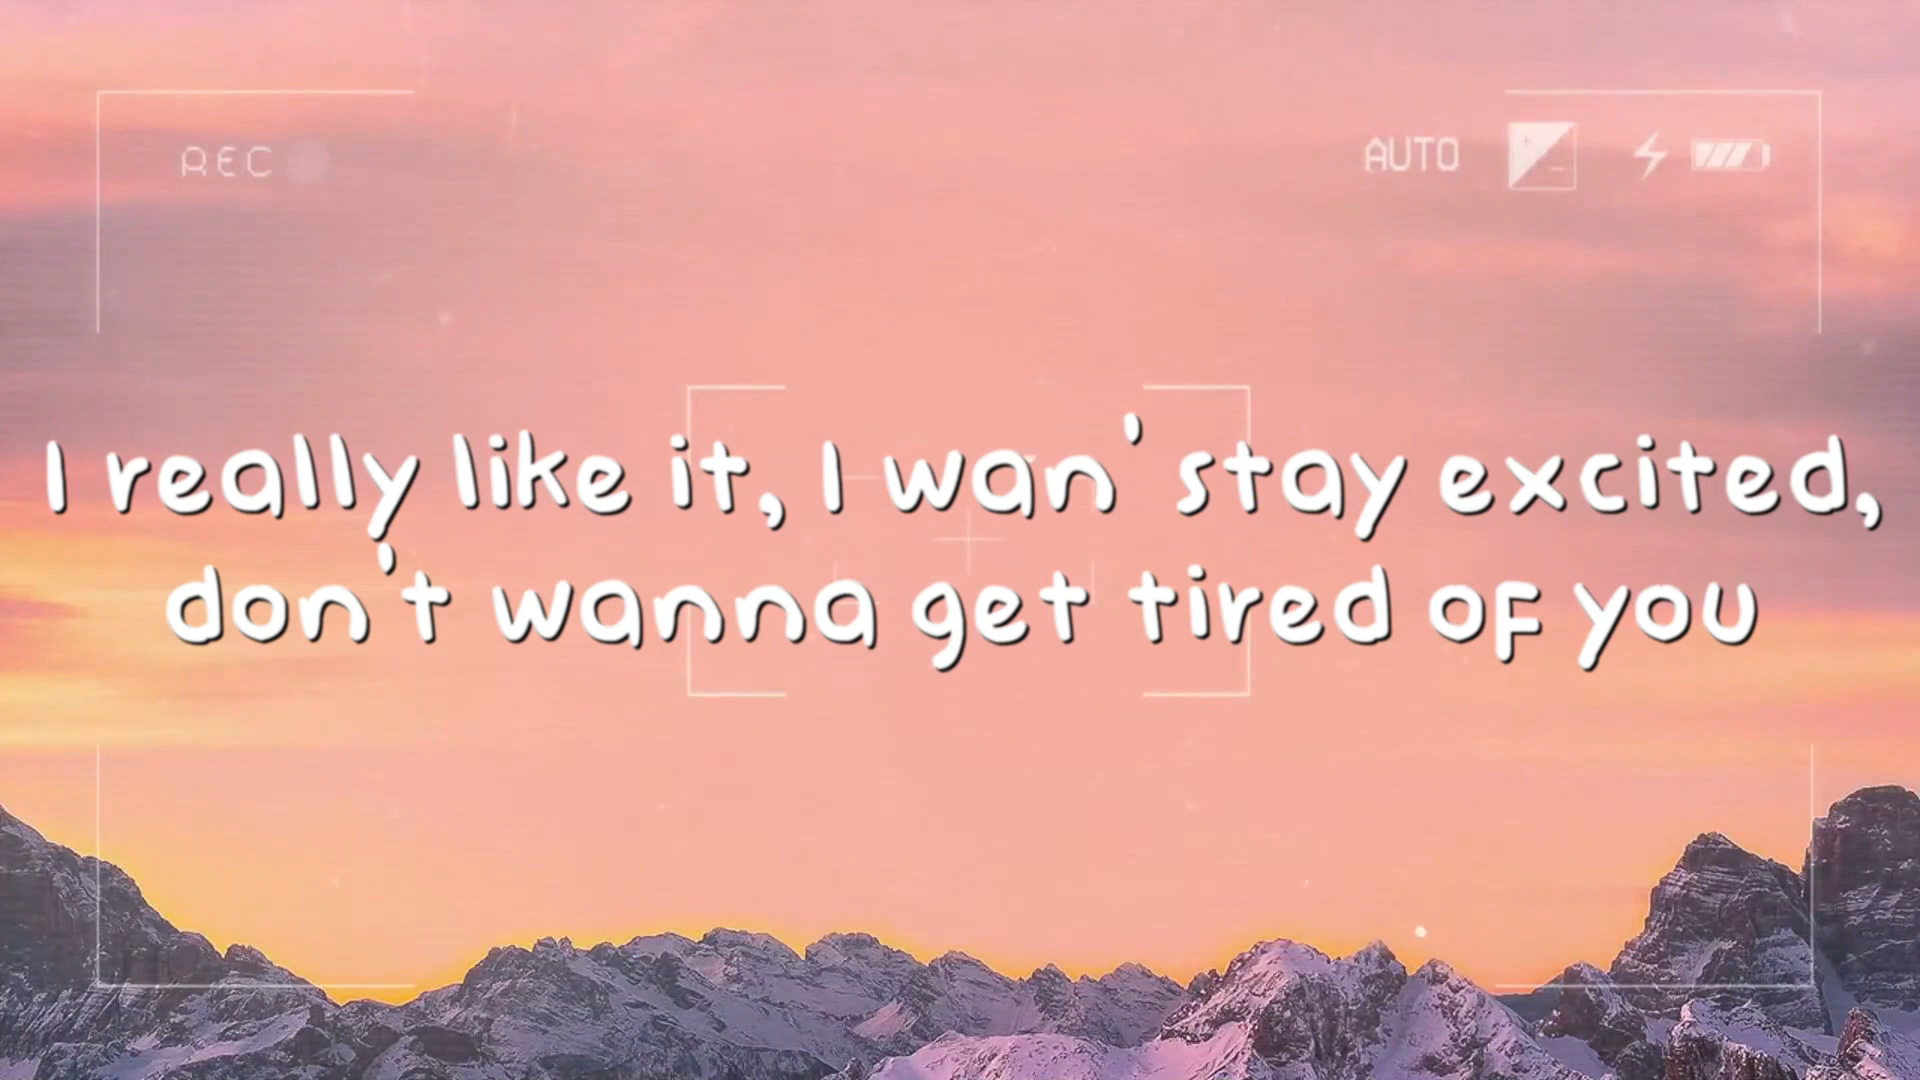 REC
AUTO
I really like it, I wan' stay excited,
don't wanna get tired of you